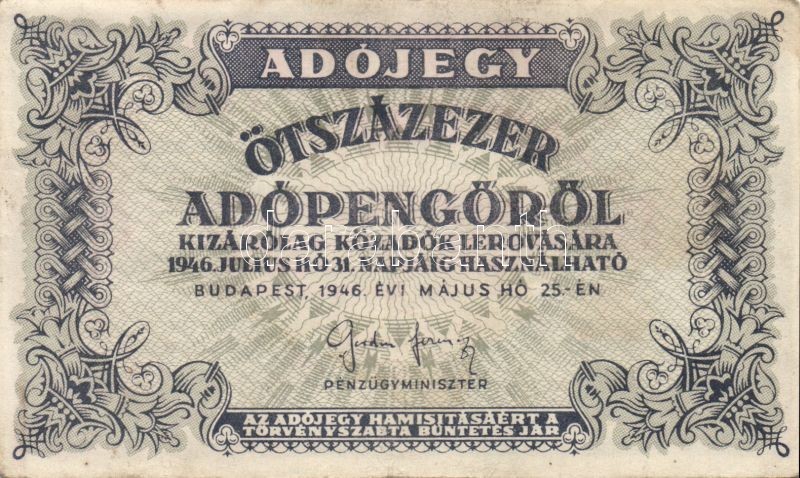 ADÓJEGY
ÖTSZÁZEZER
ADÓPENGŐRŐL
KIZÁRÓLAG KÖZADÓK LEROVÁSÁRA
1946. JULIUS HÓ 31. NAPJÁIG HASZNÁLHATÓ
BUDAPEST, 1946. ÉVI MÁJUS HÓ 25.-ÉN
PÉNZÜGYMINISZTER
AZ ADÓJEGY HAMISITÁSÁÉRT A
TÖRVÉNYSZABTA BÜNTETÉS JÁR